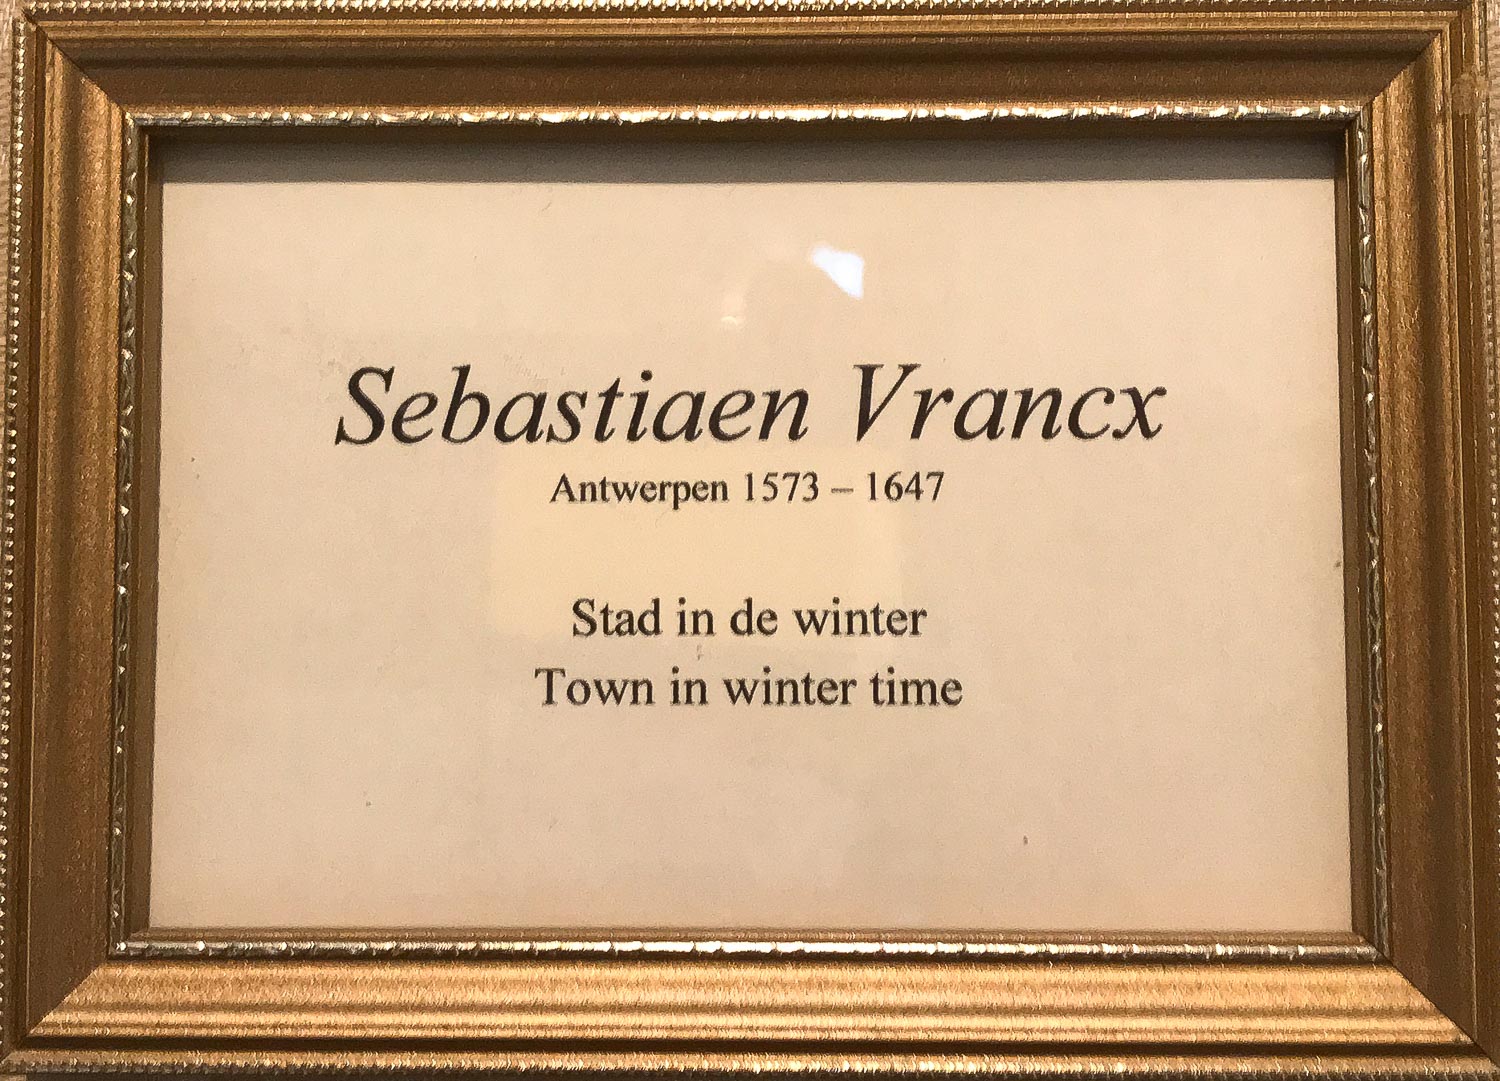 Sebastiaen Vrancx
Antwerpen 1573 – 1647
Stad in de winter
Town in winter time